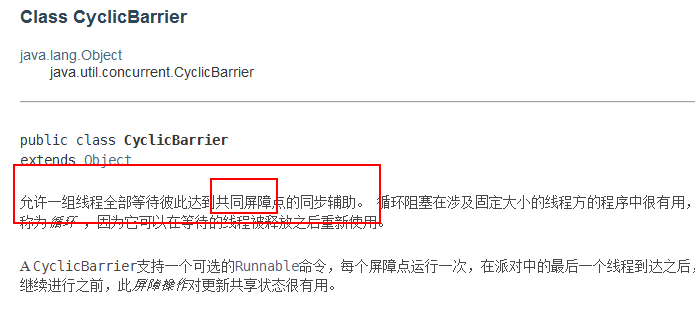 Class CyclicBarrier
java.lang.Object
java.util.concurrent.CyclicBarrier
public class CyclicBarrier
extends Object
允许一组线程全部等待彼此达到共同屏障点的同步辅助。 循环阻塞在涉及固定大小的线程方的程序中很有用，
称为循环 ，因为它可以在等待的线程被释放之后重新使用。
A CyclicBarrier支持一个可选的Runnable命令，每个屏障点运行一次，在派对中的最后一个线程到达之后，
继续进行之前，此屏障操作对更新共享状态很有用。